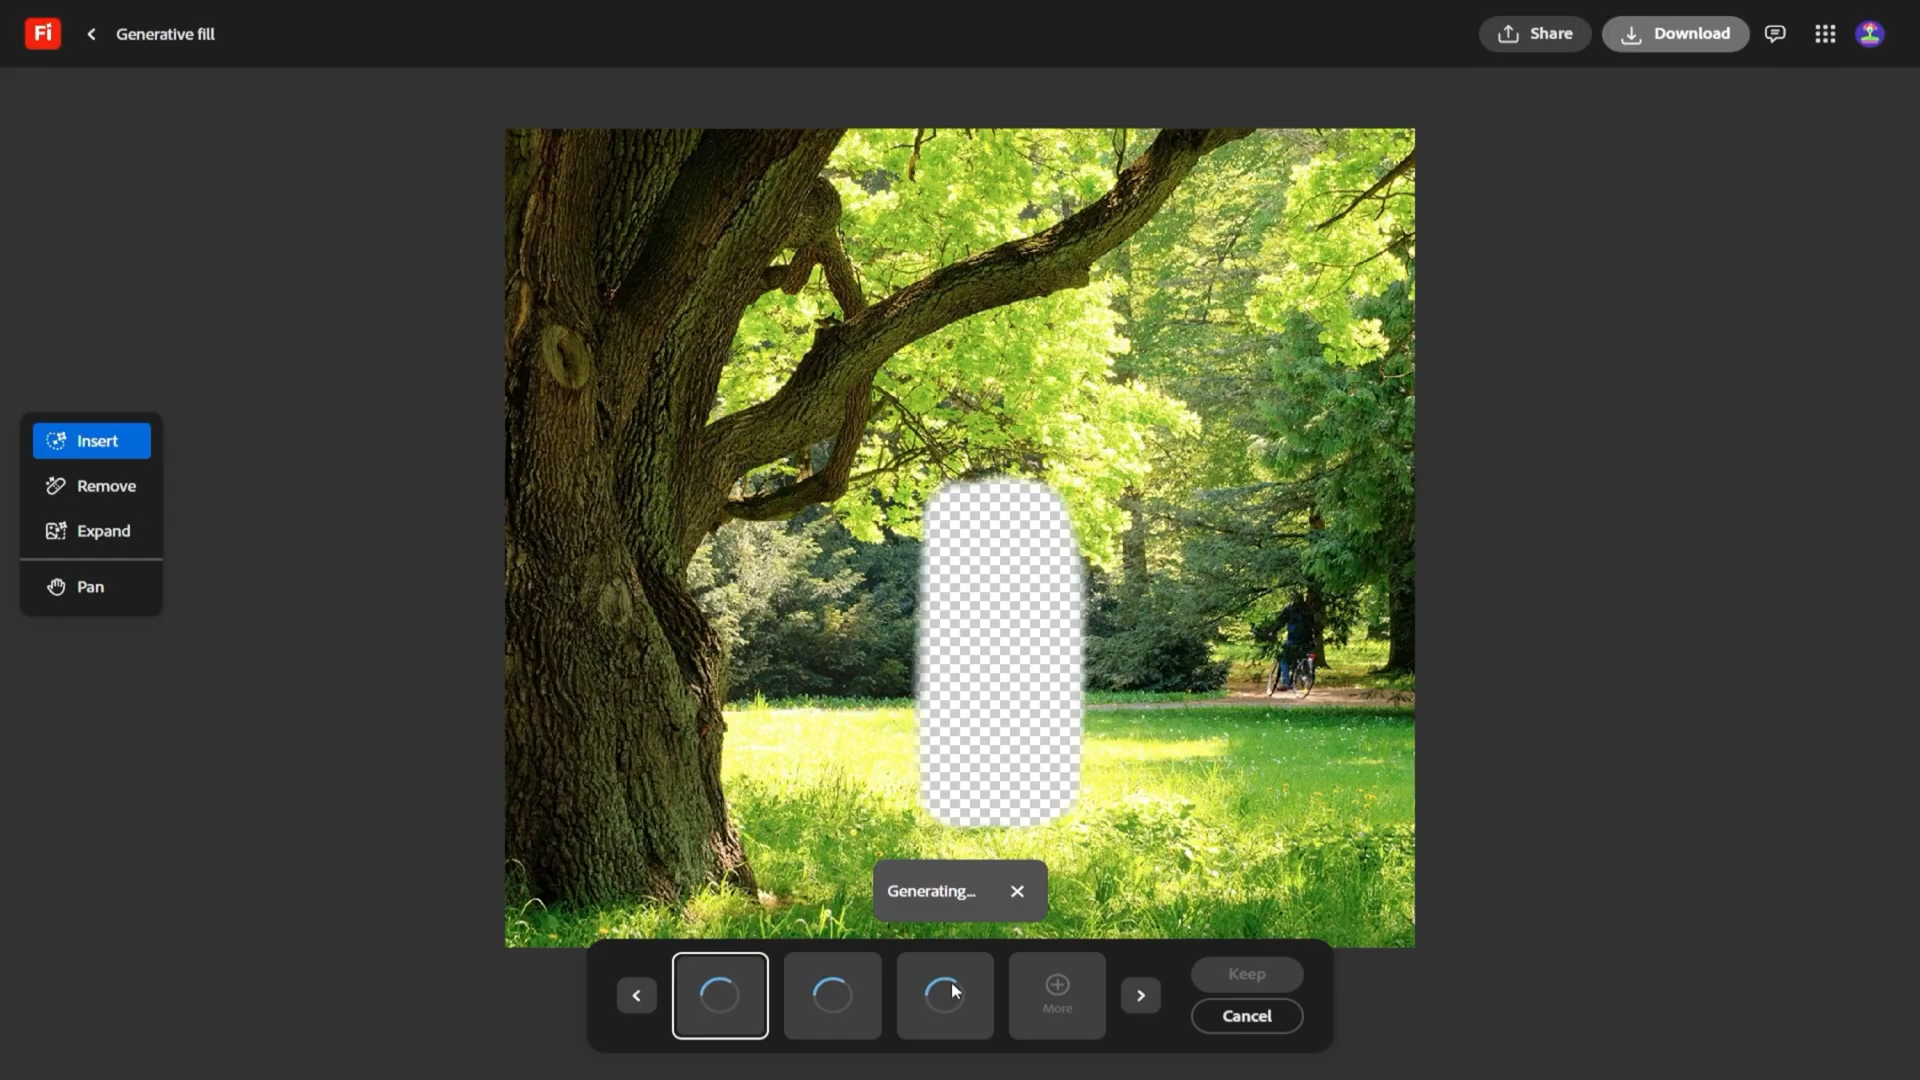 Fi
Generative fill
Share
Download
Insert
Remove
Expand
Pan
Generating...
More
Keep
Cancel